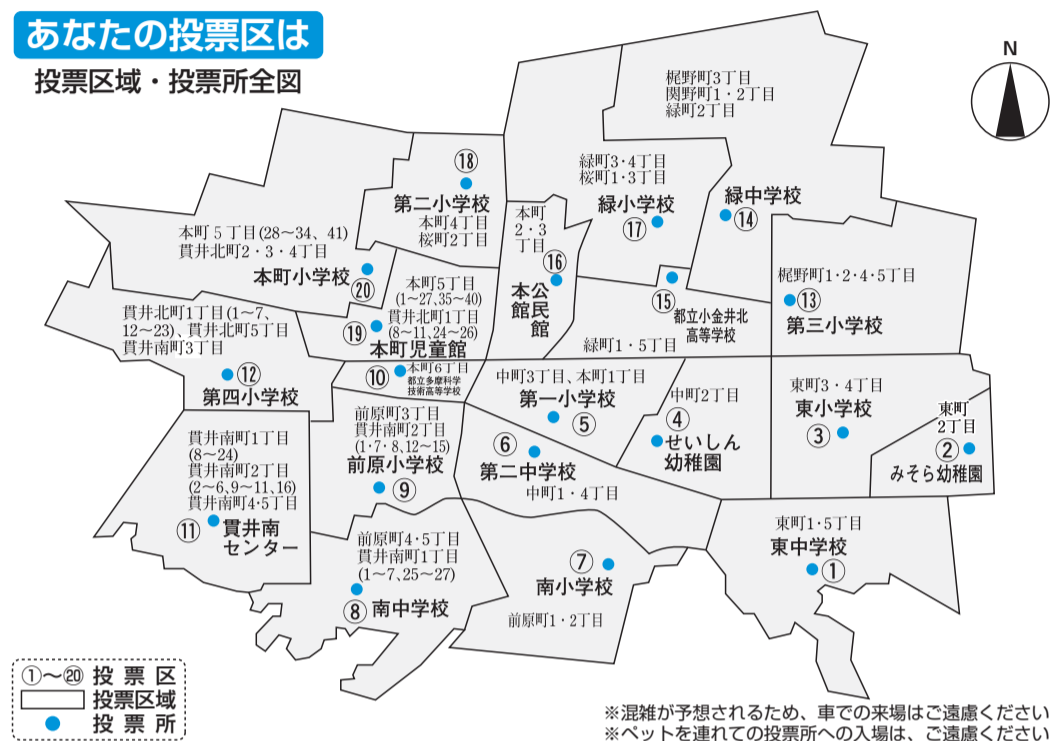 あなたの投票区は
投票区域・投票所全図
N
梶野町3丁目
関野町1・2丁目
緑町2丁目
緑中学校
⑭
緑町3・4丁目
桜町1・3丁目
緑小学校
⑰
⑱
第二小学校
本町4丁目
桜町2丁目
本町
2・3
丁目
⑯
公民館
本館
本町5丁目(28～34、41)
貫井北町2・3・4丁目
本町小学校
⑳
本町5丁目
(1～27、35～40)
貫井北町1丁目
(8～11、24～26)
⑲
本町児童館
⑮
都立小金井北
高等学校
緑町1・5丁目
梶野町1・2・4・5丁目
⑬
第三小学校
貫井北町1丁目(1～7、
12～23)、貫井北町5丁目
貫井南町3丁目
⑫
第四小学校
⑩
本町6丁目
都立多摩科学
技術高等学校
中町3丁目、本町1丁目
第一小学校
⑤
中町2丁目
④
せいしん
幼稚園
東町3・4丁目
東小学校
③
東町
2丁目
②
みそら幼稚園
前原町3丁目
貫井南町2丁目
(1・7・8、12～15)
前原小学校
⑨
⑥
第二中学校
中町1・4丁目
貫井南町1丁目
(8～24)
貫井南町2丁目
(2～6、9～11、16)
貫井南町4・5丁目
⑪
貫井南
センター
前原町4・5丁目
貫井南町1丁目
(1～7、25～27)
⑧
南中学校
⑦
南小学校
前原町1・2丁目
東町1・5丁目
東中学校
①
①～⑳ 投票区
投票区域
投票所
※混雑が予想されるため、車での来場はご遠慮ください
※ペットを連れての投票所への入場は、ご遠慮ください